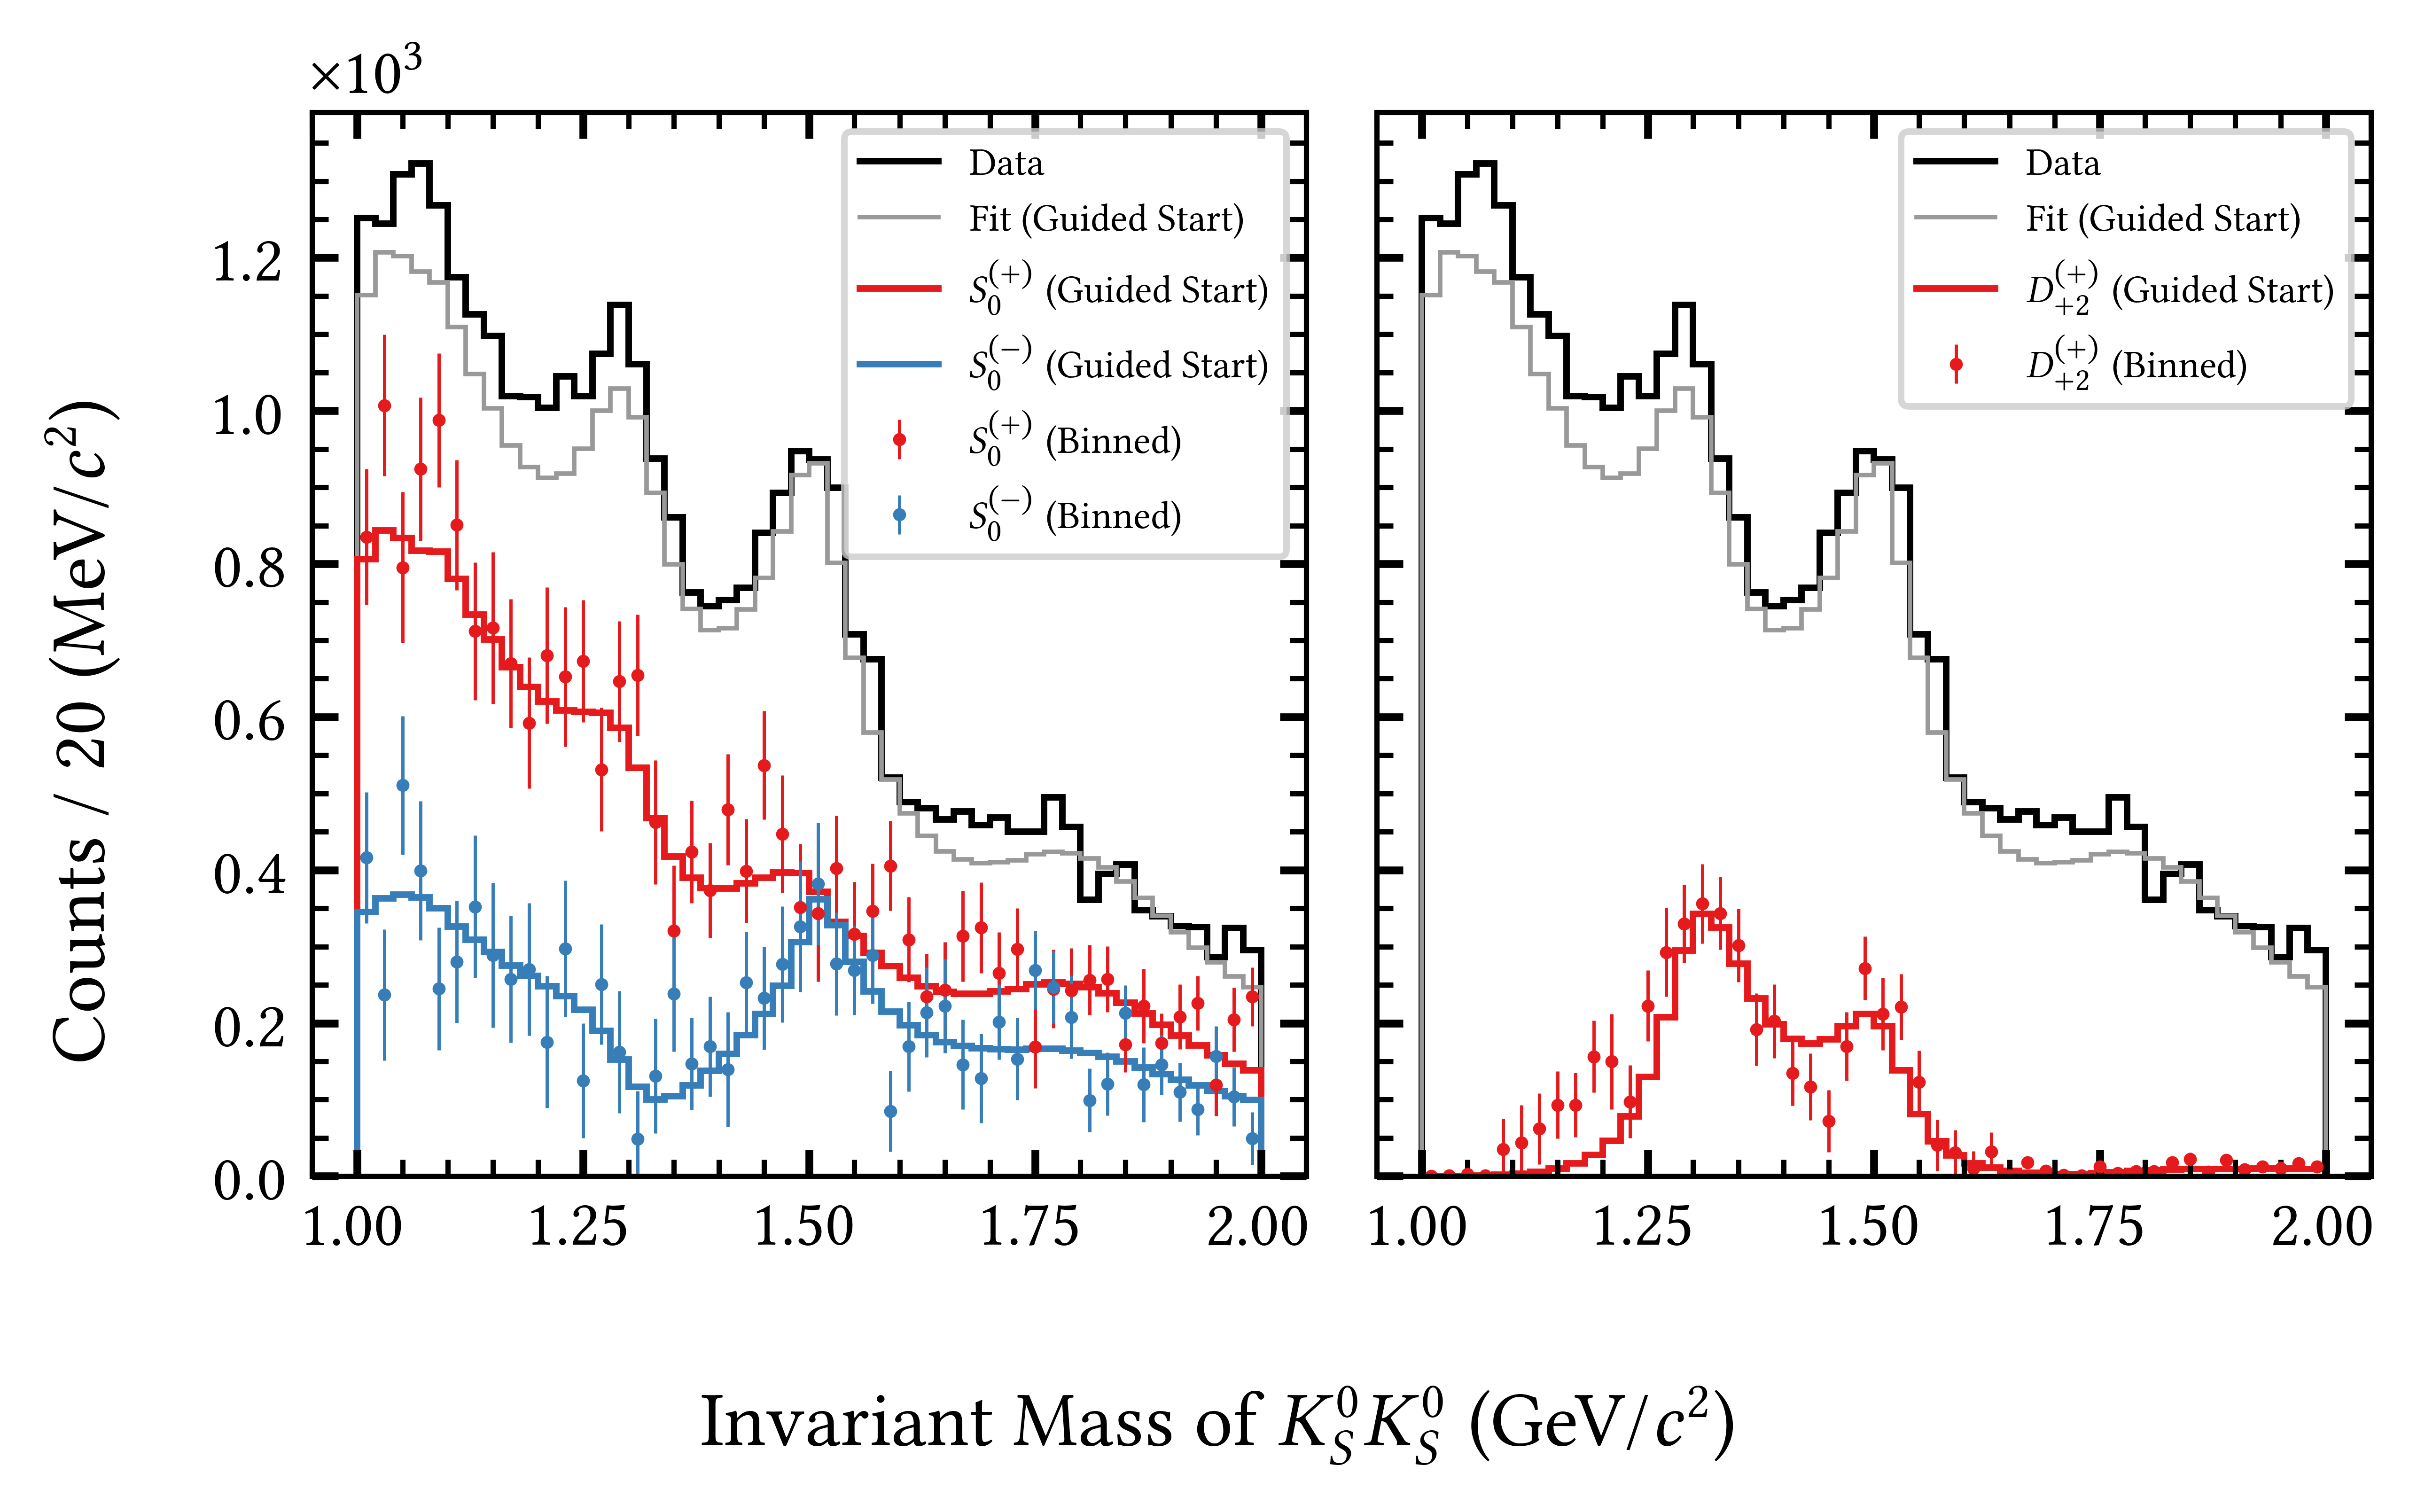 ×10³
Counts / 20 (MeV/c²)
1.2
1.0
0.8
0.6
0.4
0.2
0.0
Data
Fit (Guided Start)
S₀⁽⁺⁾ (Guided Start)
S₀⁽⁻⁾ (Guided Start)
S₀⁽⁺⁾ (Binned)
S₀⁽⁻⁾ (Binned)
1.00 1.25 1.50 1.75 2.00
Data
Fit (Guided Start)
D₊₂⁽⁺⁾ (Guided Start)
D₊₂⁽⁺⁾ (Binned)
1.00 1.25 1.50 1.75 2.00
Invariant Mass of K_S⁰K_S⁰ (GeV/c²)